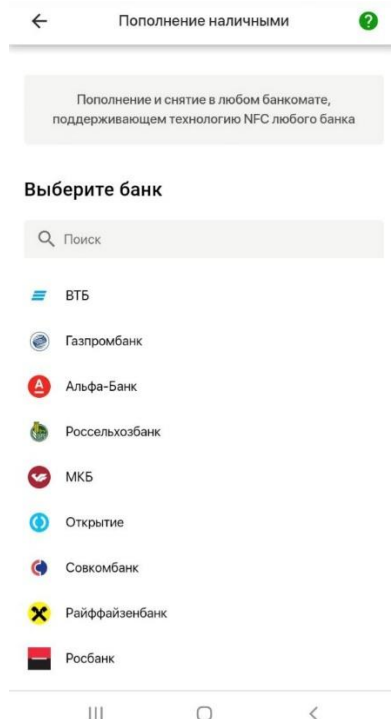 Пополнение наличными
?
Пополнение и снятие в любом банкомате,
поддерживающем технологию NFC любого банка
Выберите банк
Поиск
ВТБ
Газпромбанк
А
Альфа-Банк
Россельхозбанк
МКБ
Открытие
Совкомбанк
Райффайзенбанк
Росбанк